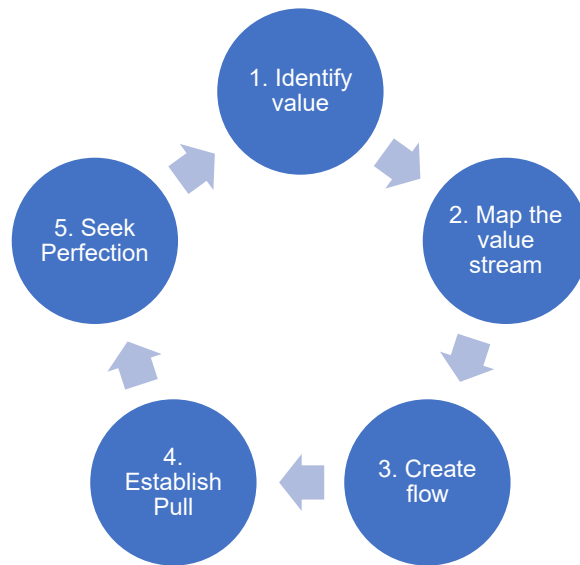 1. Identify
value
2. Map the
value
stream
3. Create
flow
4.
Establish
Pull
5. Seek
Perfection